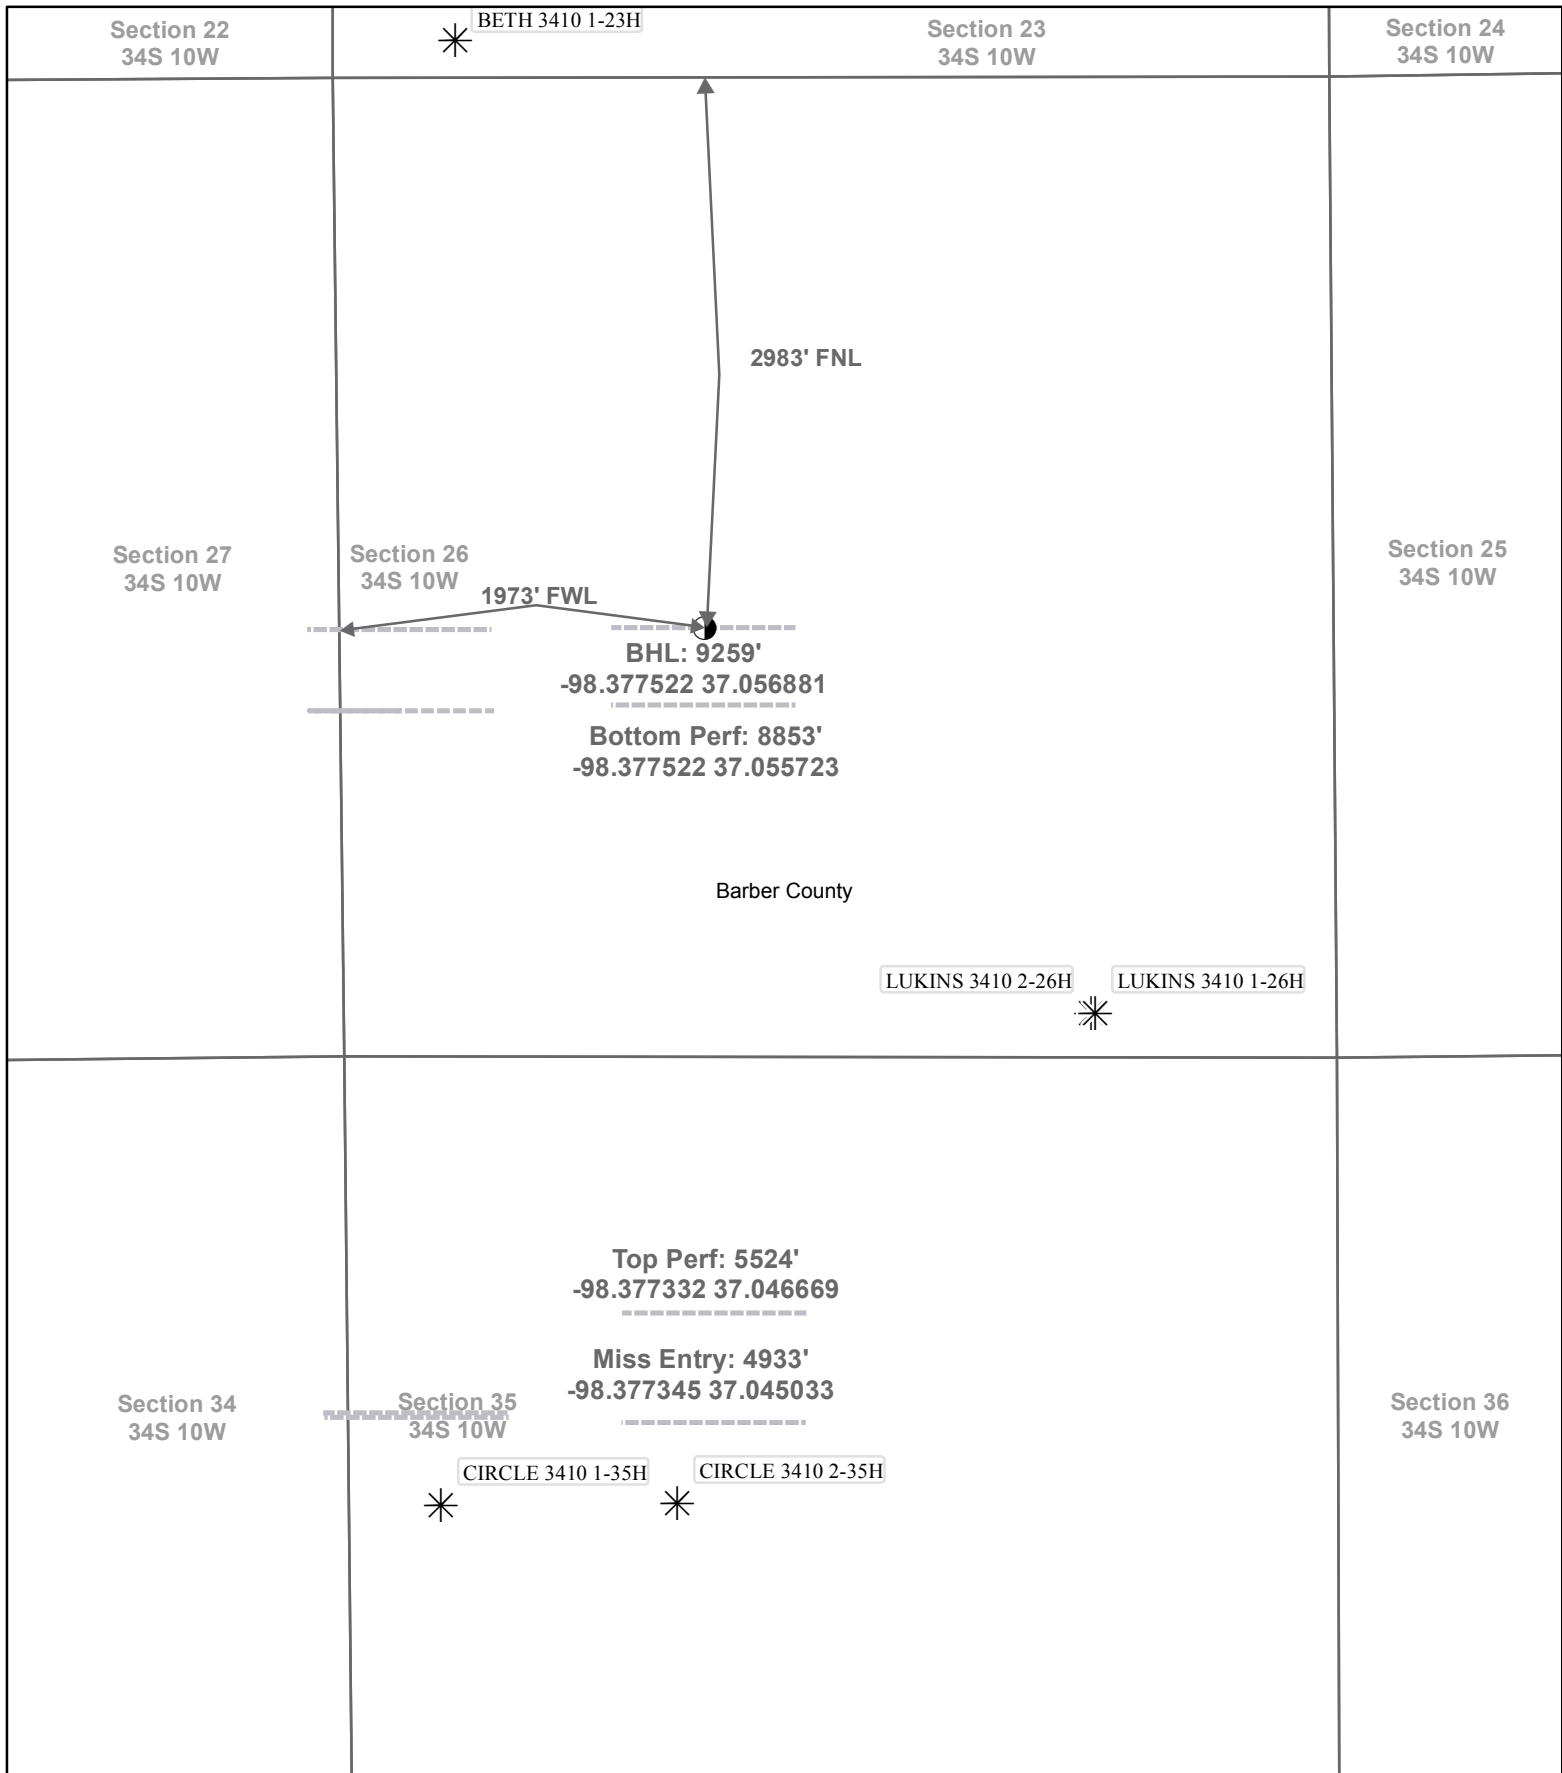 Section 22
34S 10W
BETH 3410 1-23H
Section 23
34S 10W
Section 24
34S 10W
2983' FNL
Section 27
34S 10W
Section 26
34S 10W
1973' FWL
Section 25
34S 10W
BHL: 9259'
-98.377522 37.056881
Bottom Perf: 8853'
-98.377522 37.055723
Barber County
LUKINS 3410 2-26H
LUKINS 3410 1-26H
Top Perf: 5524'
-98.377332 37.046669
Miss Entry: 4933'
-98.377345 37.045033
Section 34
34S 10W
Section 35
34S 10W
Section 36
34S 10W
CIRCLE 3410 1-35H
CIRCLE 3410 2-35H